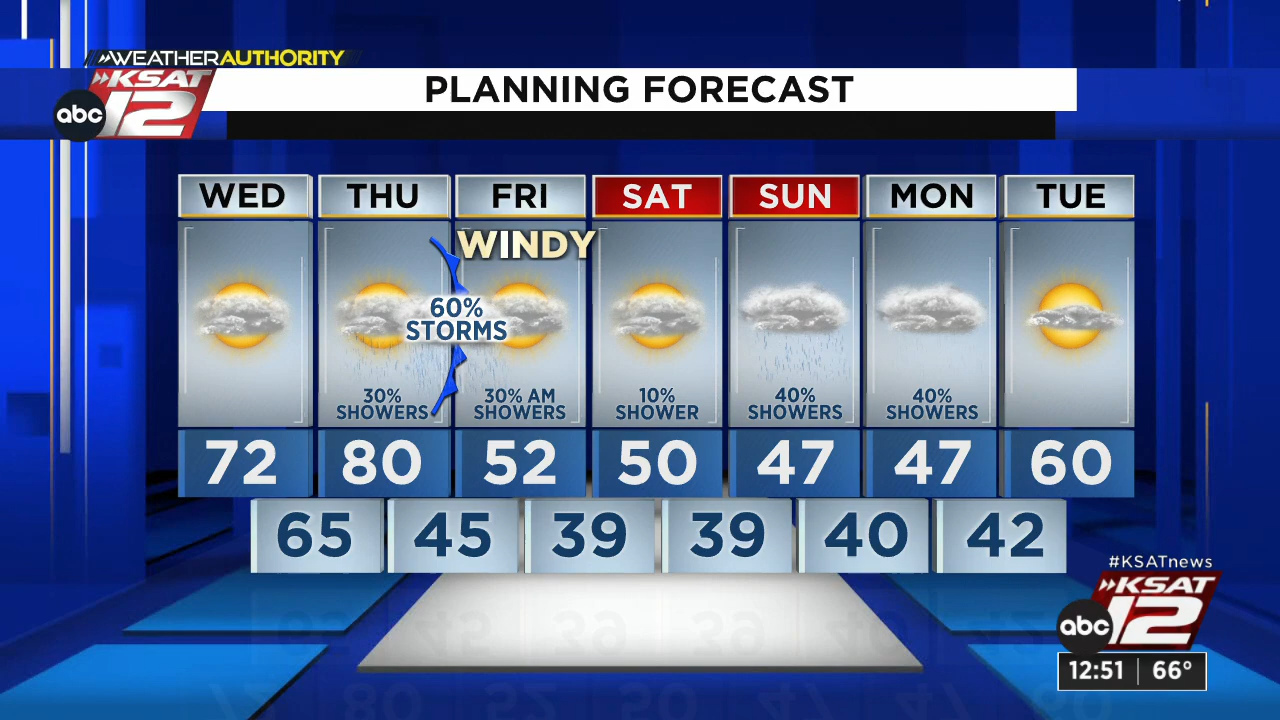 WEATHERAUTHORITY
KSAT
abc 12
PLANNING FORECAST
WED THU FRI SAT SUN MON TUE
WINDY
60%
STORMS
30%
SHOWERS
30% AM
SHOWERS
10%
SHOWER
40%
SHOWERS
40%
SHOWERS
72 80 52 50 47 47 60
65 45 39 39 40 42
#KSATnews
KSAT
abc 12
12:51 66°